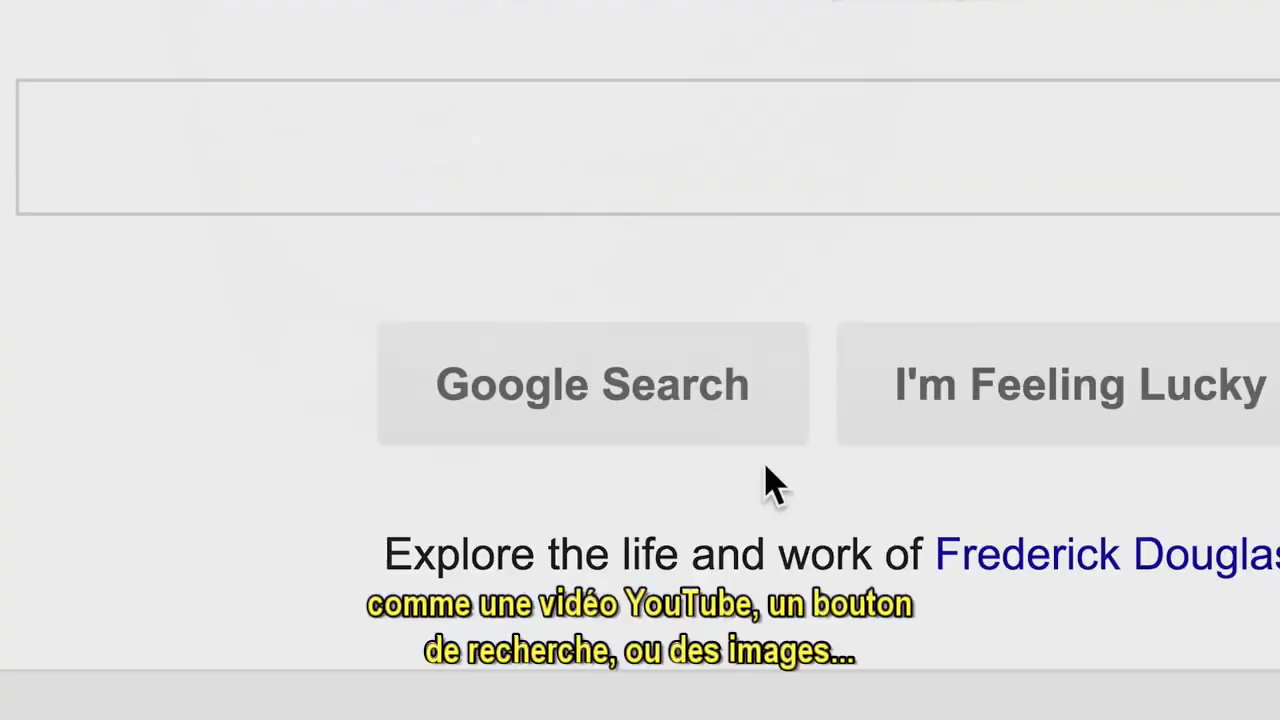 Google Search
I'm Feeling Lucky
Explore the life and work of Frederick Douglas
comme une vidéo YouTube, un bouton
de recherche, ou des images...